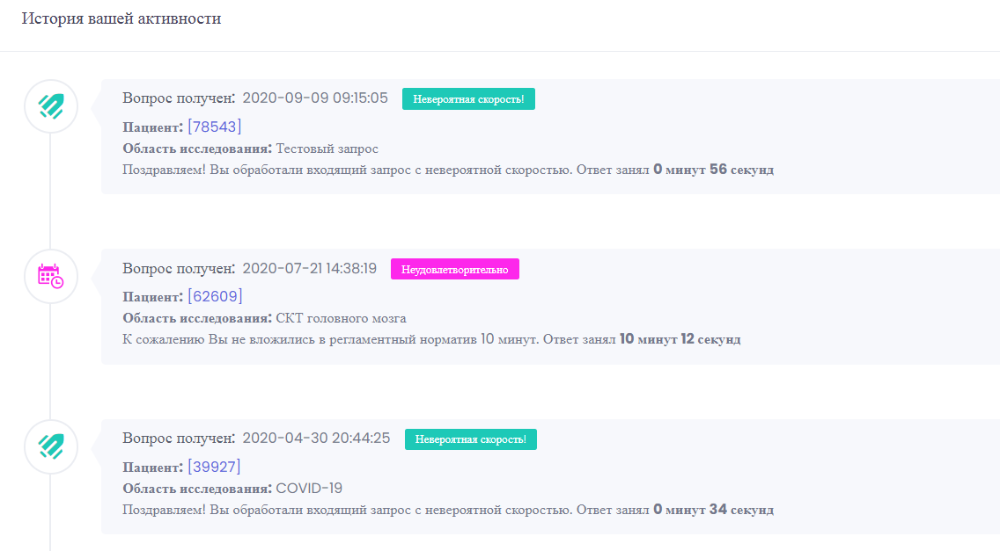 История вашей активности
Вопрос получен: 2020-09-09 09:15:05 Невероятная скорость!
Пациент: [78543]
Область исследования: Тестовый запрос
Поздравляем! Вы обработали входящий запрос с невероятной скоростью. Ответ занял 0 минут 56 секунд
Вопрос получен: 2020-07-21 14:38:19 Неудовлетворительно
Пациент: [62609]
Область исследования: СКТ головного мозга
К сожалению Вы не вложились в регламентный норматив 10 минут. Ответ занял 10 минут 12 секунд
Вопрос получен: 2020-04-30 20:44:25 Невероятная скорость!
Пациент: [39927]
Область исследования: COVID-19
Поздравляем! Вы обработали входящий запрос с невероятной скоростью. Ответ занял 0 минут 34 секунд